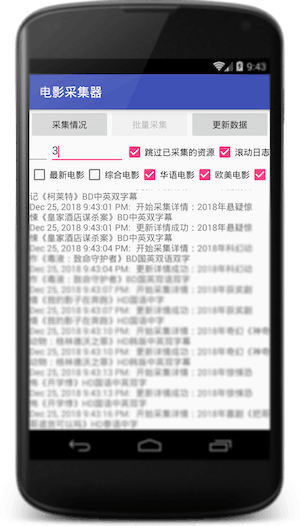 9:43
电影采集器
采集情况 批量采集 更新数据
3 跳过已采集的资源 滚动日志
最新电影 综合电影 华语电影 欧美电影
记《柯莱特》BD中英双字幕
Dec 25, 2018 9:43:01 PM: 开始采集详情：2018年悬疑惊
悚《皇家酒店谋杀案》BD中英双字幕
Dec 25, 2018 9:43:01 PM: 更新详情成功：2018年悬疑惊
悚《皇家酒店谋杀案》BD中英双字幕
Dec 25, 2018 9:43:04 PM: 开始采集详情：2018年科幻动
作《毒液：致命守护者》BD国英双语双字
Dec 25, 2018 9:43:04 PM: 更新详情成功：2018年科幻动
作《毒液：致命守护者》BD国英双语双字
Dec 25, 2018 9:43:07 PM: 开始采集详情：2018年获奖剧
情《我的影子在奔跑》HD国语中字
Dec 25, 2018 9:43:07 PM: 更新详情成功：2018年获奖剧
情《我的影子在奔跑》HD国语中字
Dec 25, 2018 9:43:10 PM: 开始采集详情：2018年奇幻《神奇
动物：格林德沃之罪》HD韩版中英双字
Dec 25, 2018 9:43:10 PM: 更新详情成功：2018年奇幻《神奇
动物：格林德沃之罪》HD韩版中英双字
Dec 25, 2018 9:43:13 PM: 开始采集详情：2018年惊悚恐
怖《开学博》HD国语中英双字
Dec 25, 2018 9:43:13 PM: 更新详情成功：2018年惊悚恐
怖《开学博》HD国语中英双字
Dec 25, 2018 9:43:16 PM: 开始采集详情：2018年喜剧《把哥